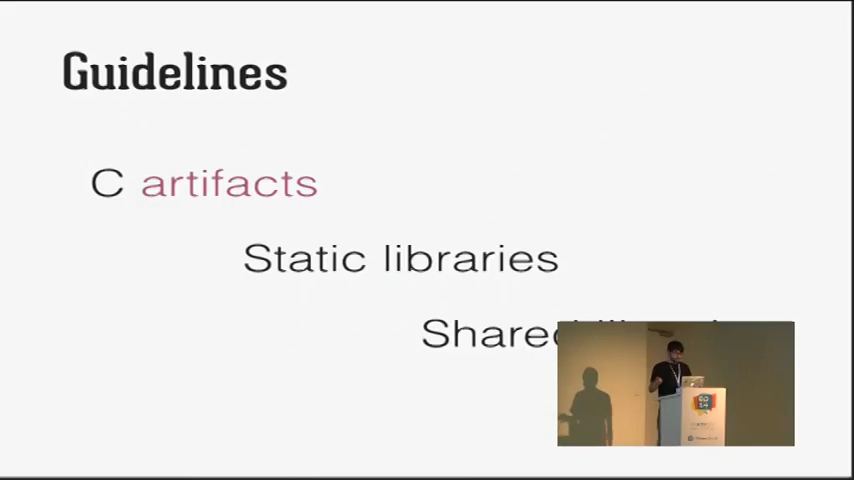 Guidelines
C artifacts
Static libraries
Shared